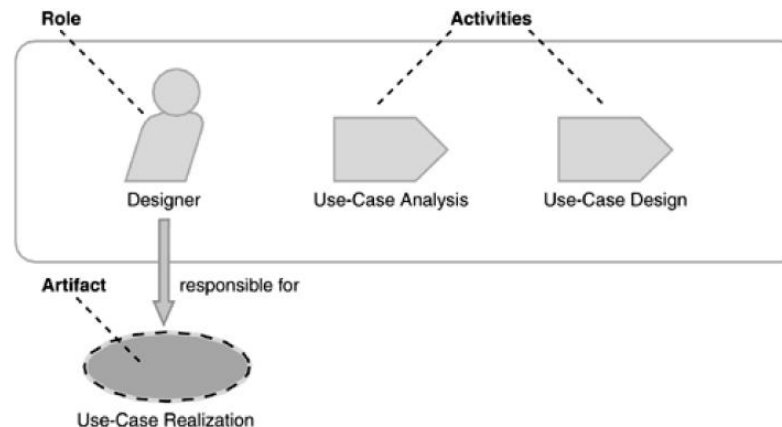 Role
Activities
Designer
Use-Case Analysis
Use-Case Design
Artifact
responsible for
Use-Case Realization